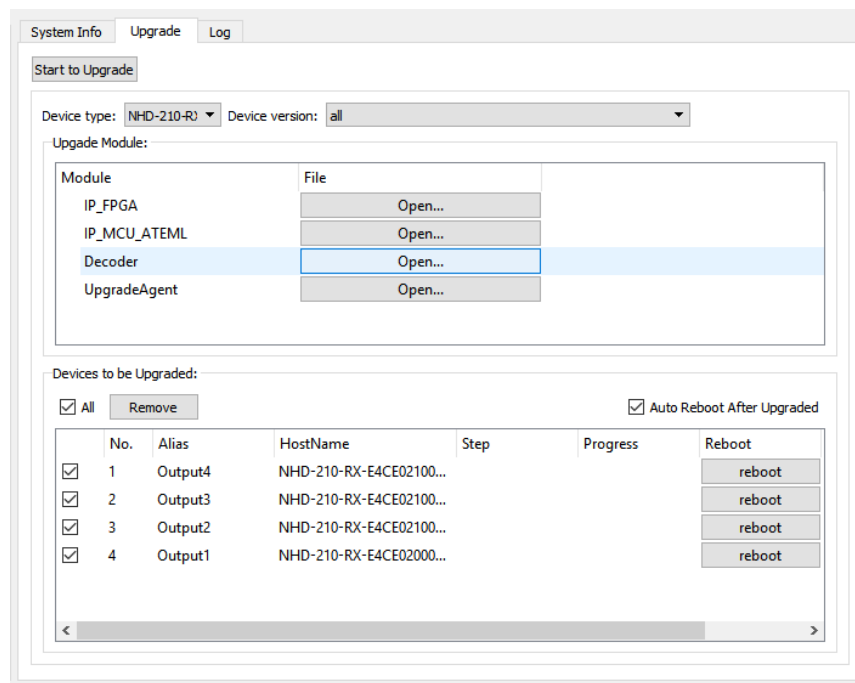 System Info Upgrade Log
Start to Upgrade
Device type: NHD-210-R) Device version: all
Upgade Module:
Module File
IP_FPGA Open...
IP_MCU_ATEML Open...
Decoder Open...
UpgradeAgent Open...
Devices to be Upgraded:
All Remove Auto Reboot After Upgraded
No. Alias HostName Step Progress Reboot
1 Output4 NHD-210-RX-E4CE02100... reboot
2 Output3 NHD-210-RX-E4CE02100... reboot
3 Output2 NHD-210-RX-E4CE02100... reboot
4 Output1 NHD-210-RX-E4CE02000... reboot